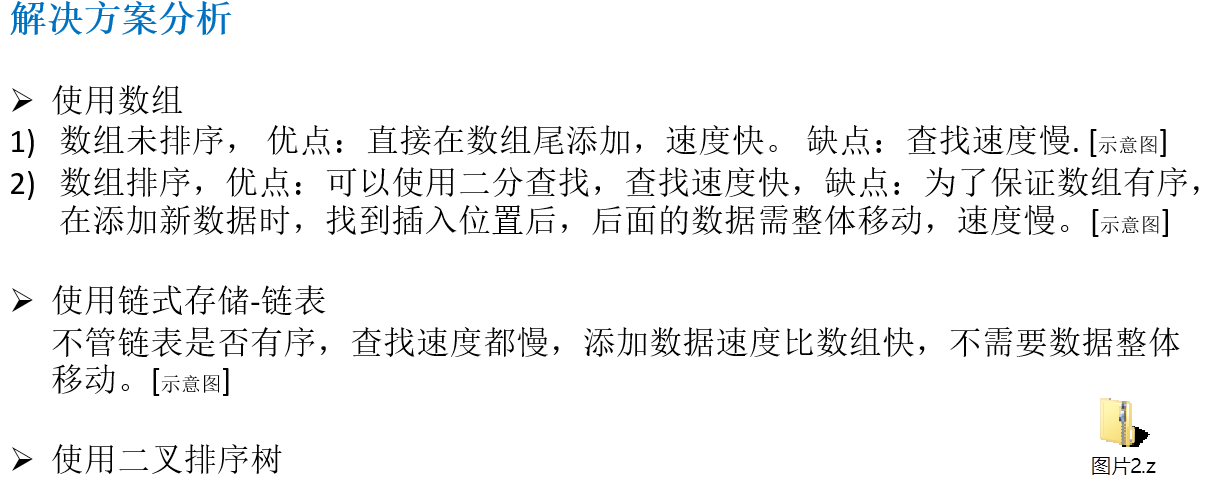 解决方案分析
➢ 使用数组
1) 数组未排序， 优点：直接在数组尾添加，速度快。 缺点：查找速度慢. [示意图]
2) 数组排序，优点：可以使用二分查找，查找速度快，缺点：为了保证数组有序，
在添加新数据时，找到插入位置后，后面的数据需整体移动，速度慢。[示意图]
➢ 使用链式存储-链表
不管链表是否有序，查找速度都慢，添加数据速度比数组快，不需要数据整体
移动。[示意图]
➢ 使用二叉排序树
图片2.z